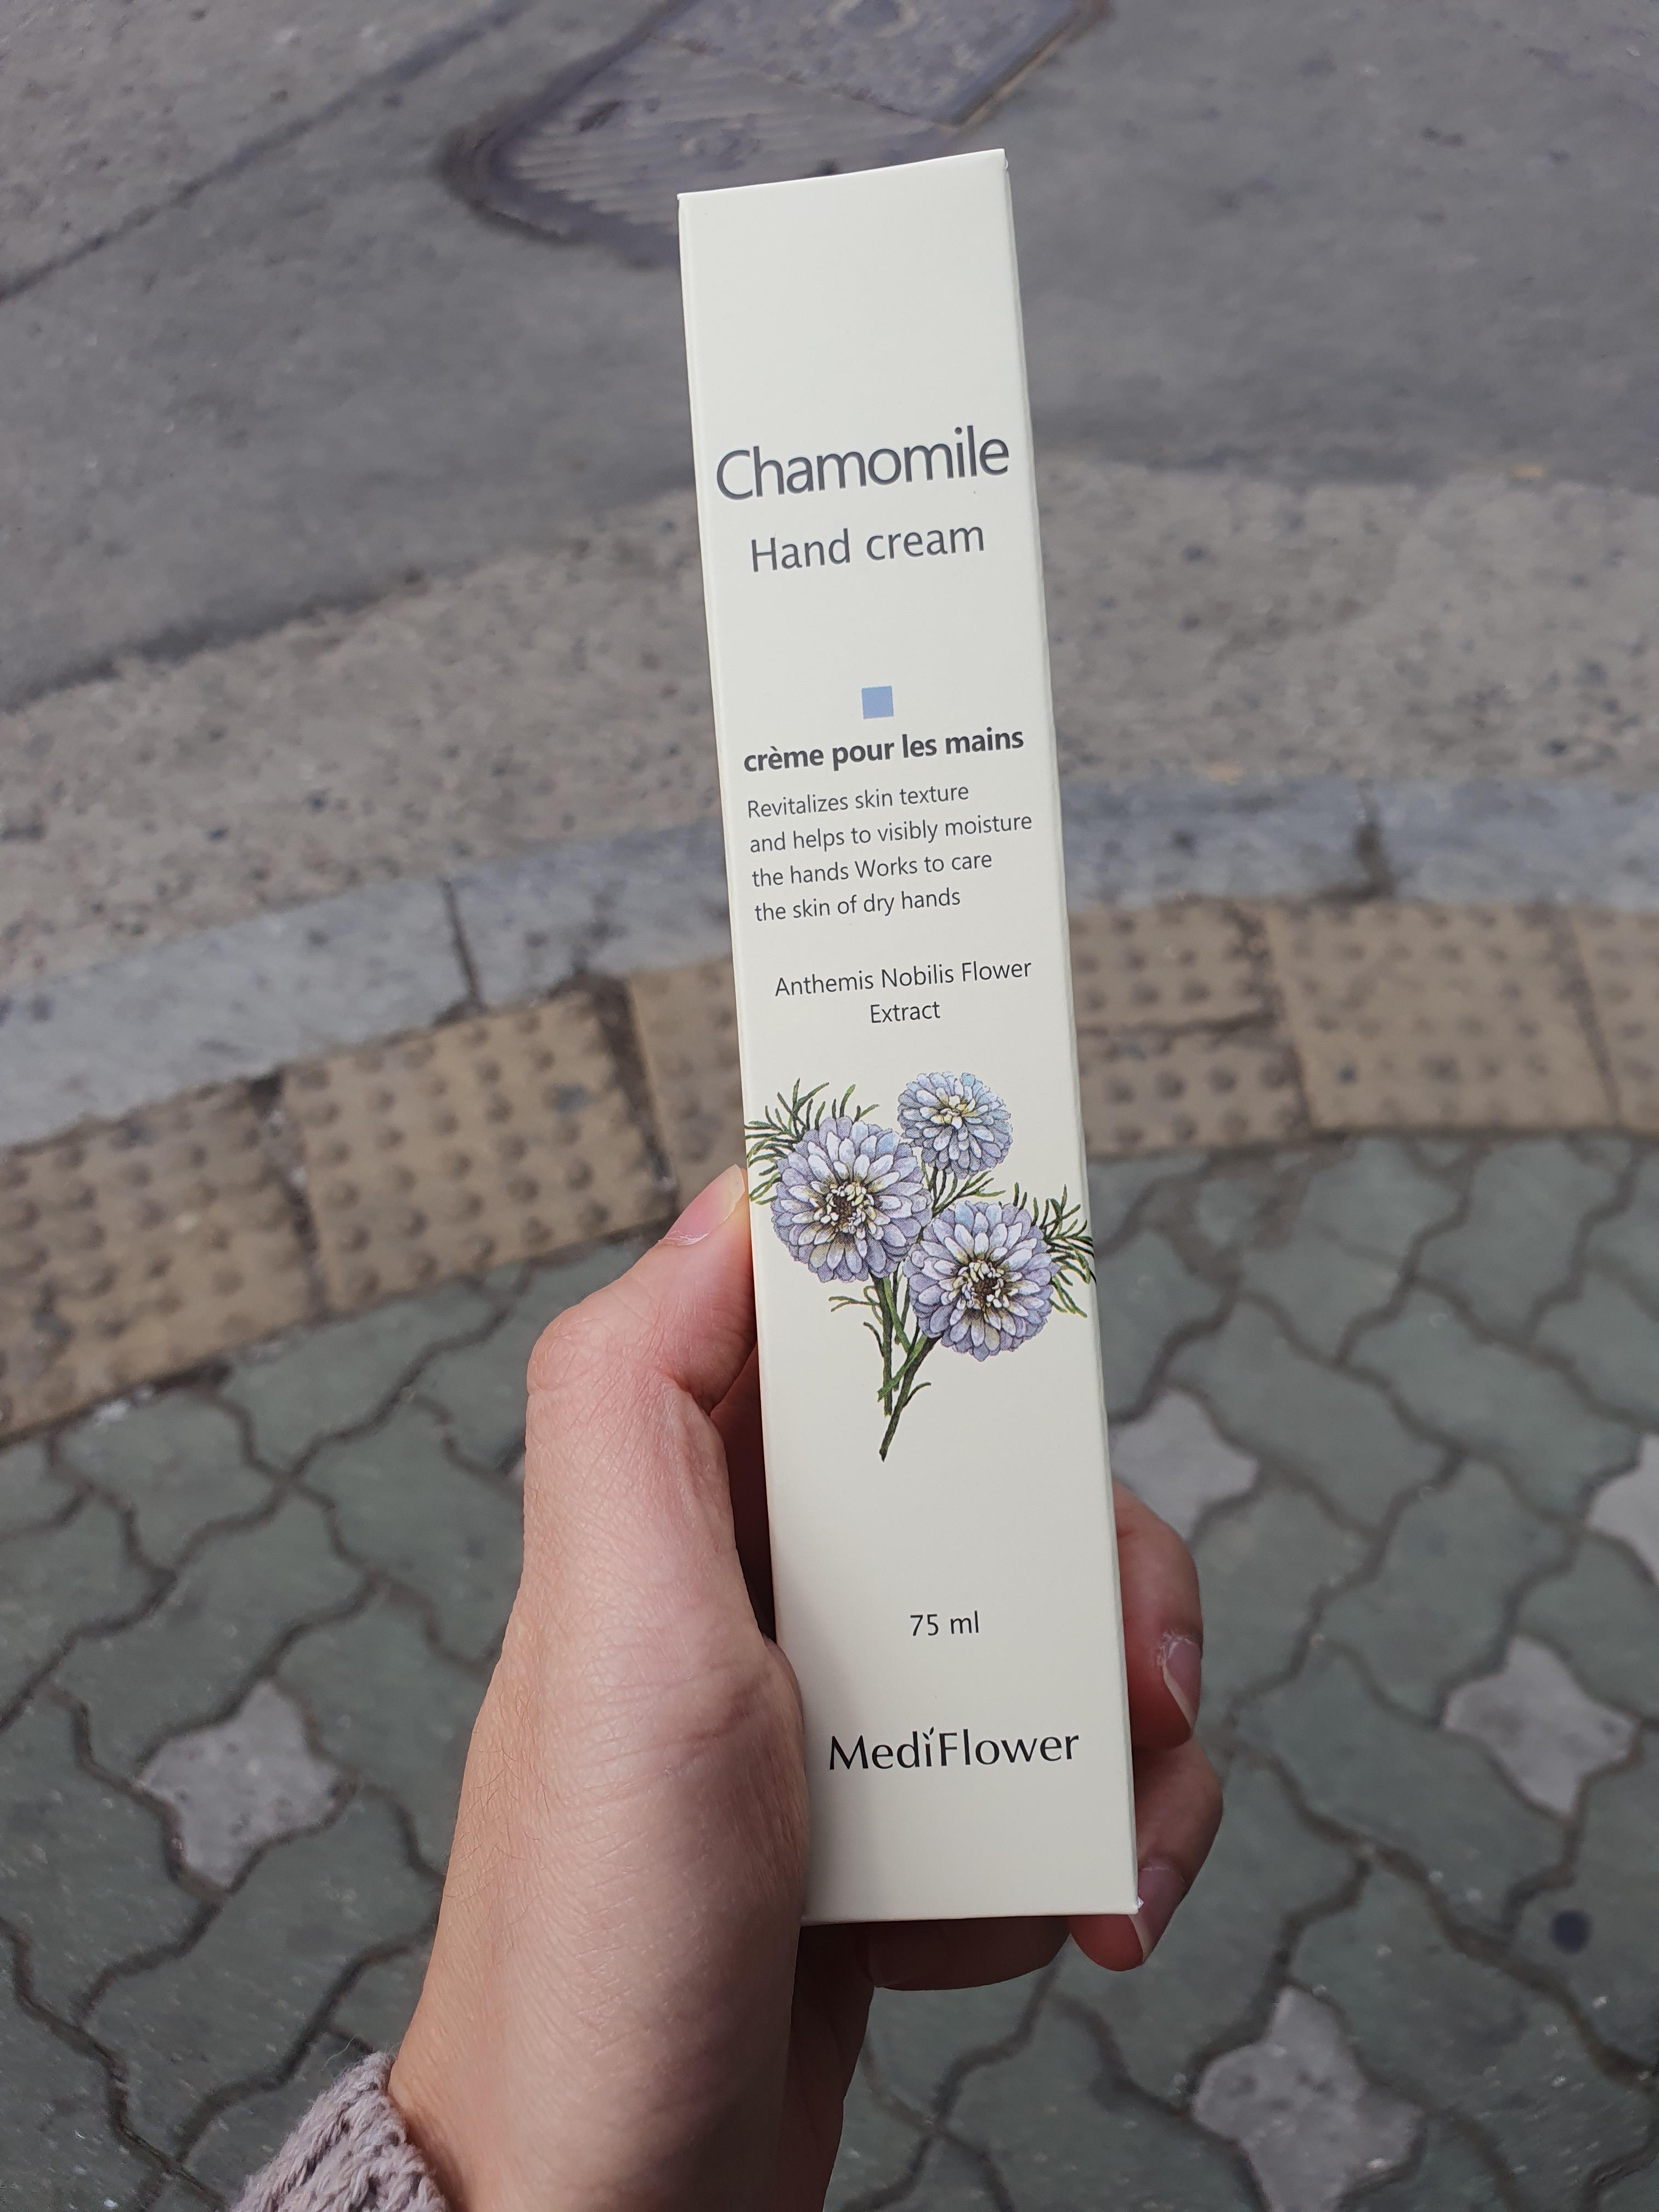 Chamomile
Hand cream
crème pour les mains
Revitalizes skin texture
and helps to visibly moisture
the hands Works to care
the skin of dry hands
Anthemis Nobilis Flower
Extract
75 ml
MediFlower